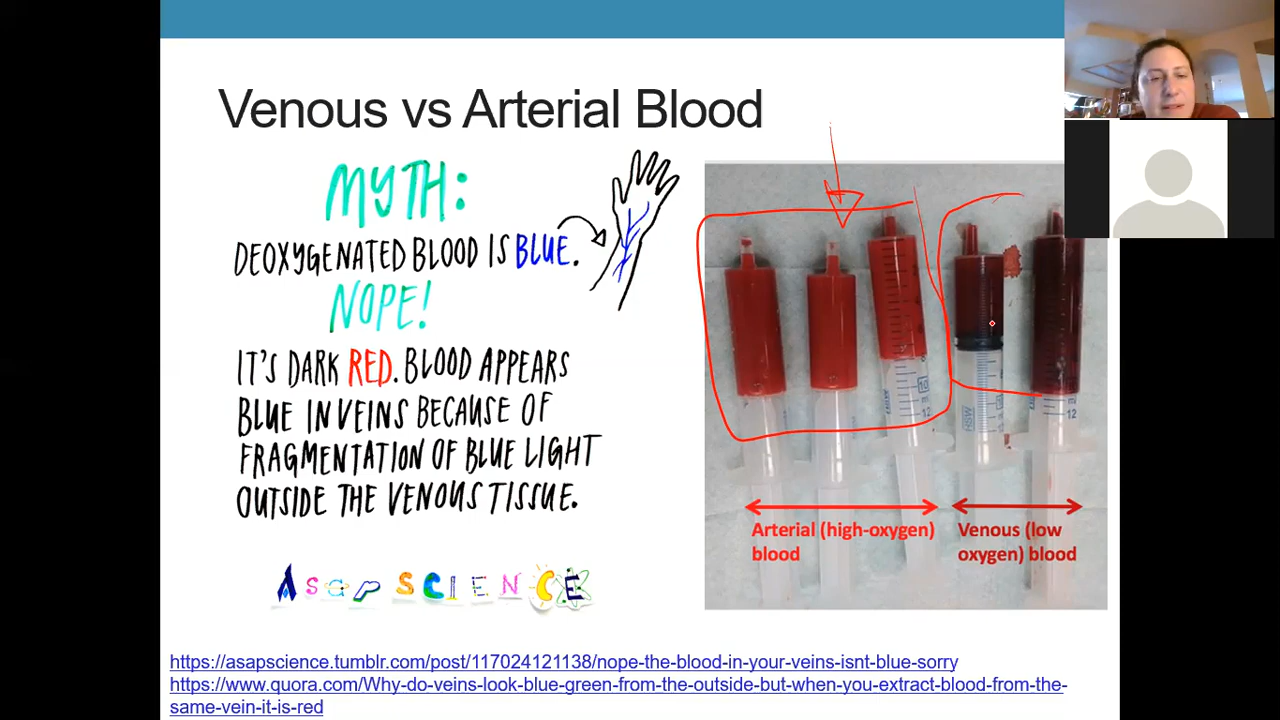 Venous vs Arterial Blood
MYTH:
DEOXYGENATED BLOOD IS BLUE.
NOPE!
IT'S DARK RED. BLOOD APPEARS
BLUE IN VEINS BECAUSE OF
FRAGMENTATION OF BLUE LIGHT
OUTSIDE THE VENOUS TISSUE.
AsapSCIENCE
10
12
HSW
12
Arterial (high-oxygen)
blood
Venous (low
oxygen) blood
https://asapscience.tumblr.com/post/117024121138/nope-the-blood-in-your-veins-isnt-blue-sorry
https://www.quora.com/Why-do-veins-look-blue-green-from-the-outside-but-when-you-extract-blood-from-the-
same-vein-it-is-red